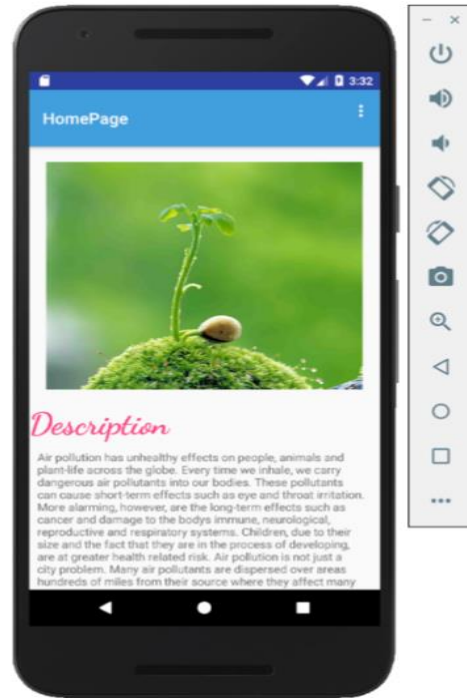 3:32
HomePage
Description
Air pollution has unhealthy effects on people, animals and
plant-life across the globe. Every time we inhale, we carry
dangerous air pollutants into our bodies. These pollutants
can cause short-term effects such as eye and throat irritation.
More alarming, however, are the long-term effects such as
cancer and damage to the bodys immune, neurological,
reproductive and respiratory systems. Children, due to their
size and the fact that they are in the process of developing,
are at greater health related risk. Air pollution is not just a
city problem. Many air pollutants are dispersed over areas
hundreds of miles from their source where they affect many